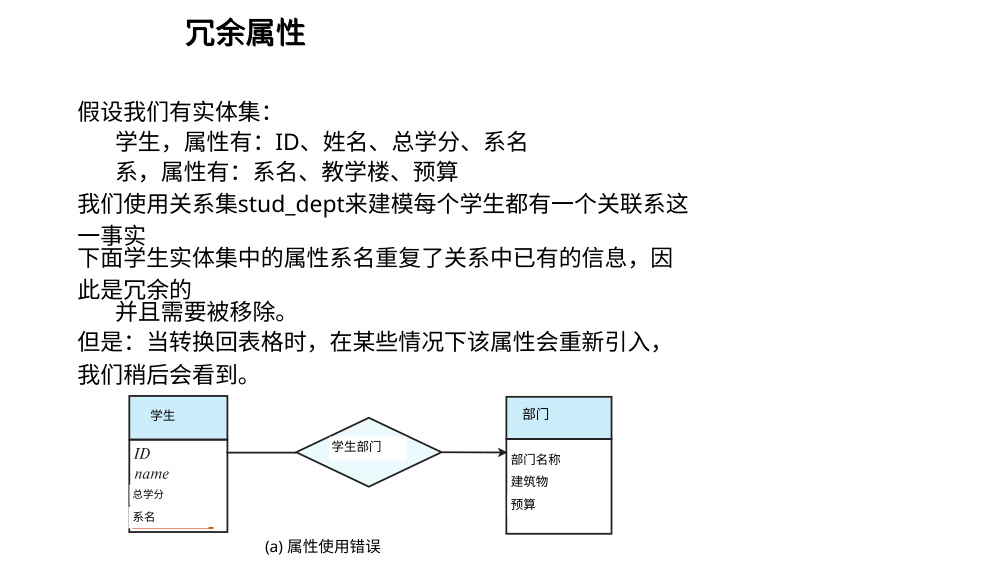 冗余属性
假设我们有实体集：
学生，属性有：ID、姓名、总学分、系名
系，属性有：系名、教学楼、预算
我们使用关系集stud_dept来建模每个学生都有一个关联系这
一事实
下面学生实体集中的属性系名重复了关系中已有的信息，因
此是冗余的
并且需要被移除。
但是：当转换回表格时，在某些情况下该属性会重新引入，
我们稍后会看到。
学生
ID
name
总学分
系名
学生部门
部门
部门名称
建筑物
预算
(a) 属性使用错误